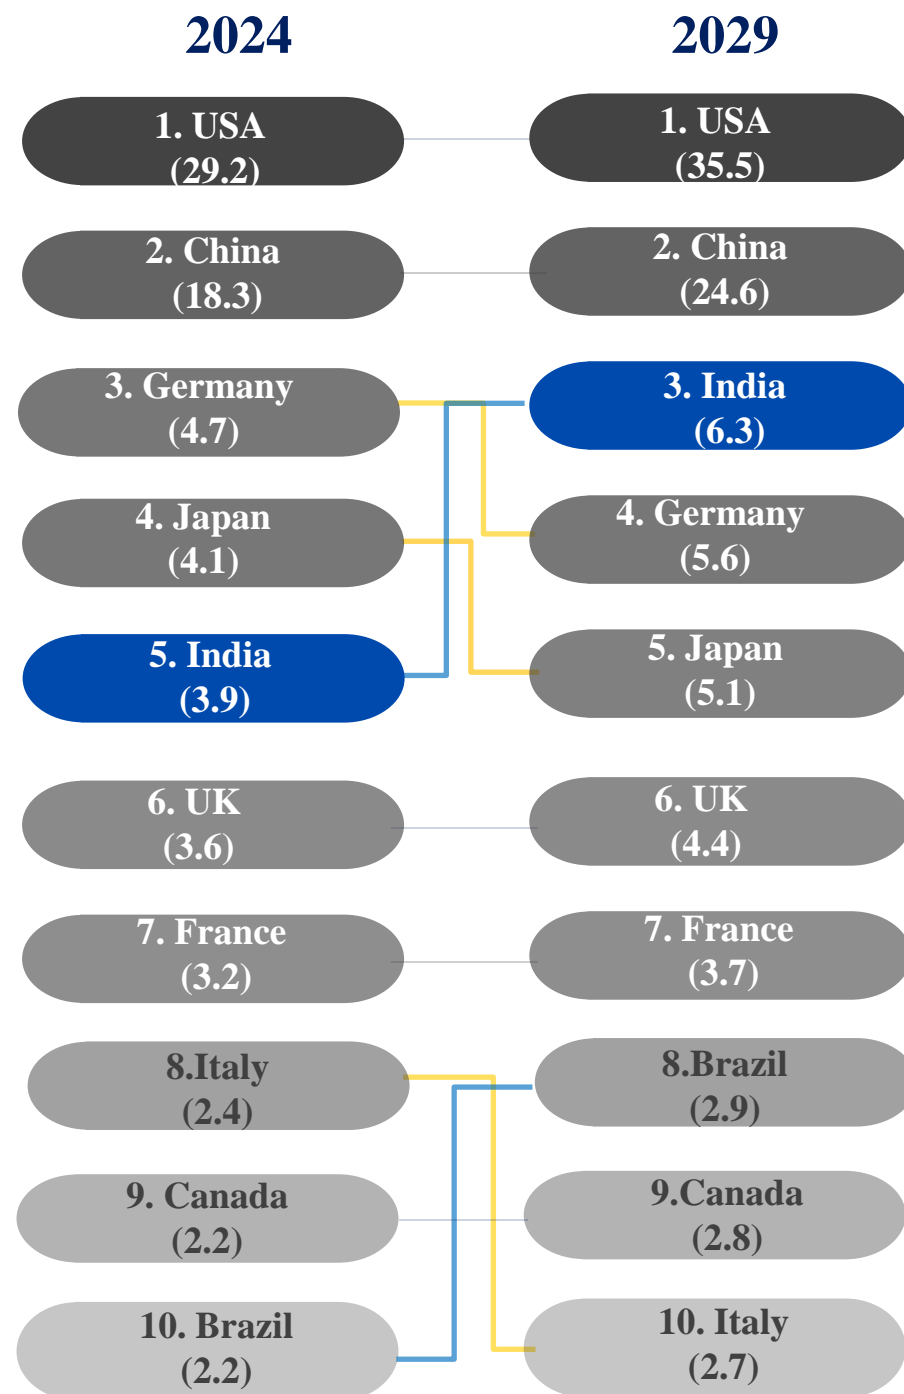 2024
2029
1. USA
(29.2)
1. USA
(35.5)
2. China
(18.3)
2. China
(24.6)
3. Germany
(4.7)
3. India
(6.3)
4. Japan
(4.1)
4. Germany
(5.6)
5. India
(3.9)
5. Japan
(5.1)
6. UK
(3.6)
6. UK
(4.4)
7. France
(3.2)
7. France
(3.7)
8.Italy
(2.4)
8.Brazil
(2.9)
9. Canada
(2.2)
9.Canada
(2.8)
10. Brazil
(2.2)
10. Italy
(2.7)